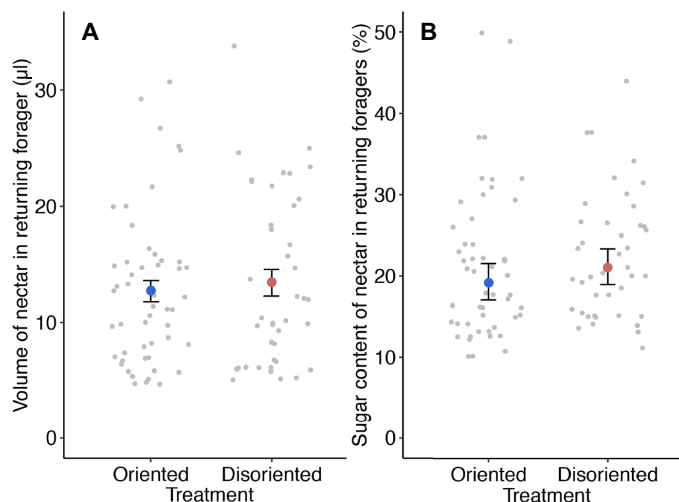 A
Volume of nectar in returning forager (µl)
30
20
10
0
Oriented
Disoriented
Treatment
B
Sugar content of nectar in returning foragers (%)
50
40
30
20
10
0
Oriented
Disoriented
Treatment